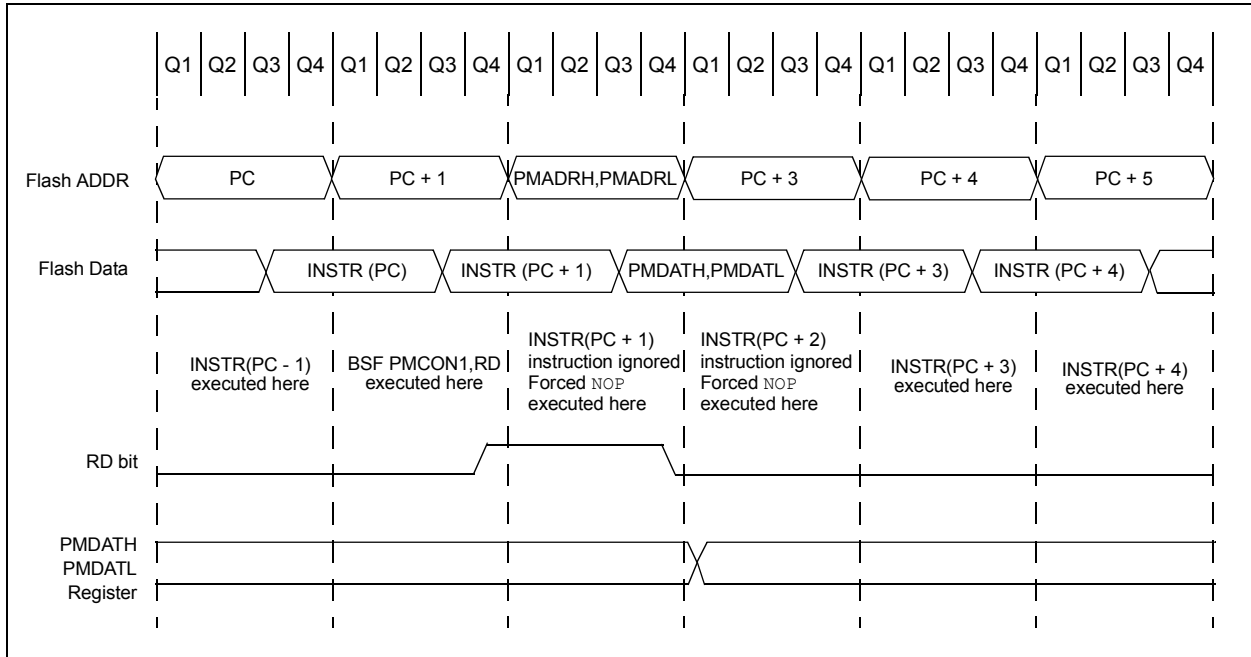 Q1 Q2 Q3 Q4 Q1 Q2 Q3 Q4 Q1 Q2 Q3 Q4 Q1 Q2 Q3 Q4 Q1 Q2 Q3 Q4 Q1 Q2 Q3 Q4
Flash ADDR PC PC + 1 PMADRH,PMADRL PC + 3 PC + 4 PC + 5
Flash Data INSTR (PC) INSTR (PC + 1) PMDATH,PMDATL INSTR (PC + 3) INSTR (PC + 4)
INSTR(PC - 1)
executed here
BSF PMCON1,RD
executed here
INSTR(PC + 1)
instruction ignored
Forced NOP
executed here
INSTR(PC + 2)
instruction ignored
Forced NOP
executed here
INSTR(PC + 3)
executed here
INSTR(PC + 4)
executed here
RD bit
PMDATH
PMDATL
Register